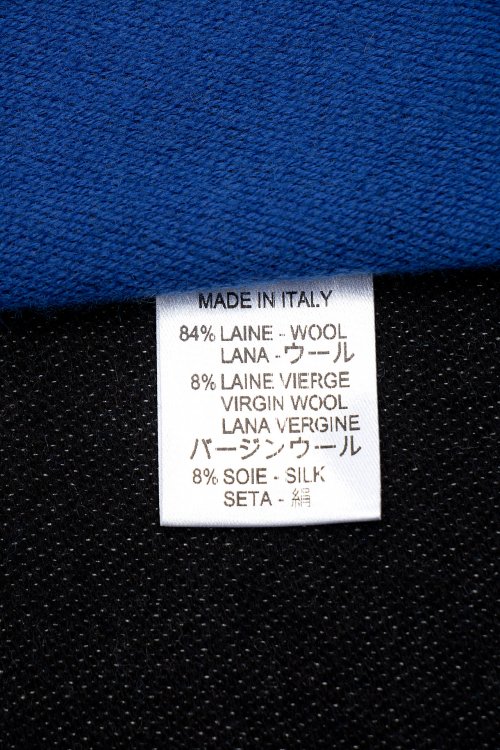 MADE IN ITALY
84% LAINE - WOOL
LANA - ウール
8% LAINE VIERGE
VIRGIN WOOL
LANA VERGINE
バージンウール
8% SOIE - SILK
SETA - 絹